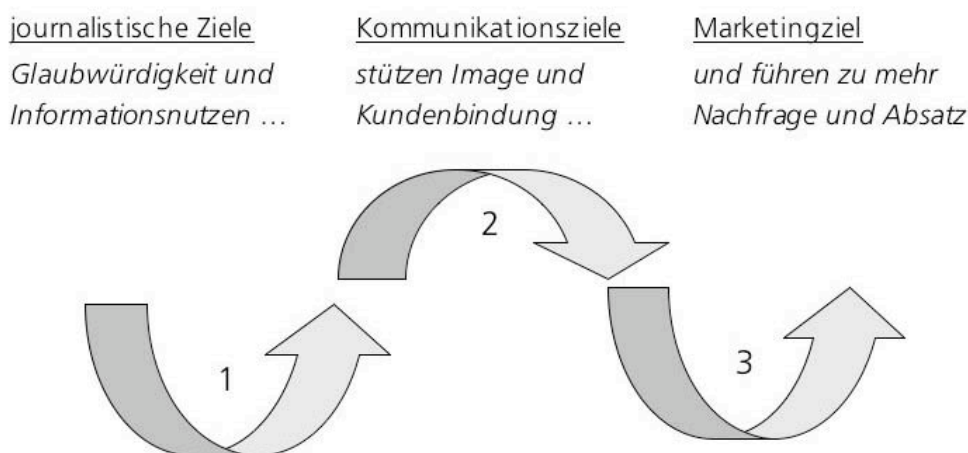 journalistische Ziele
Glaubwürdigkeit und
Informationsnutzen ...
Kommunikationsziele
stützen Image und
Kundenbindung ...
Marketingziel
und führen zu mehr
Nachfrage und Absatz
1
2
3